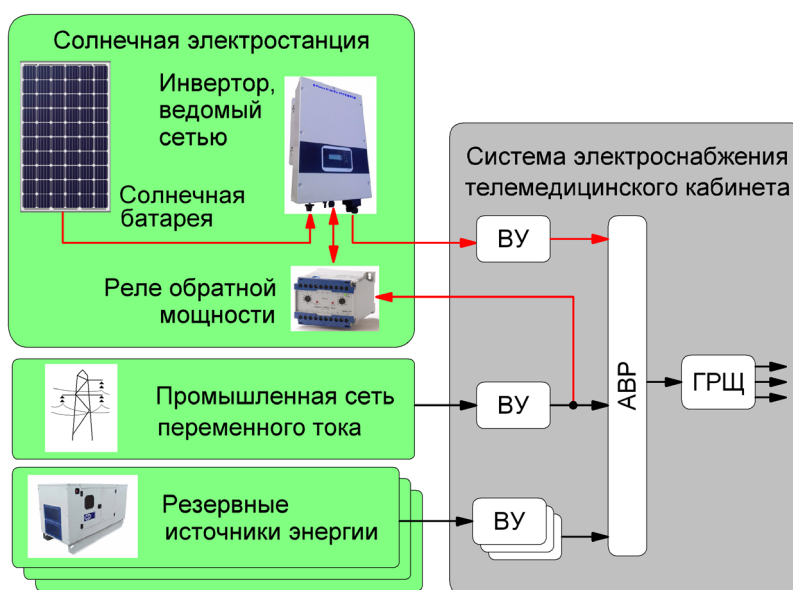 Солнечная электростанция
Инвертор,
ведомый
сетью
Солнечная
батарея
Реле обратной
мощности
Промышленная сеть
переменного тока
Резервные
источники энергии
Система электроснабжения
телемедицинского кабинета
ВУ
ВУ
ВУ
АВР
ГРЩ